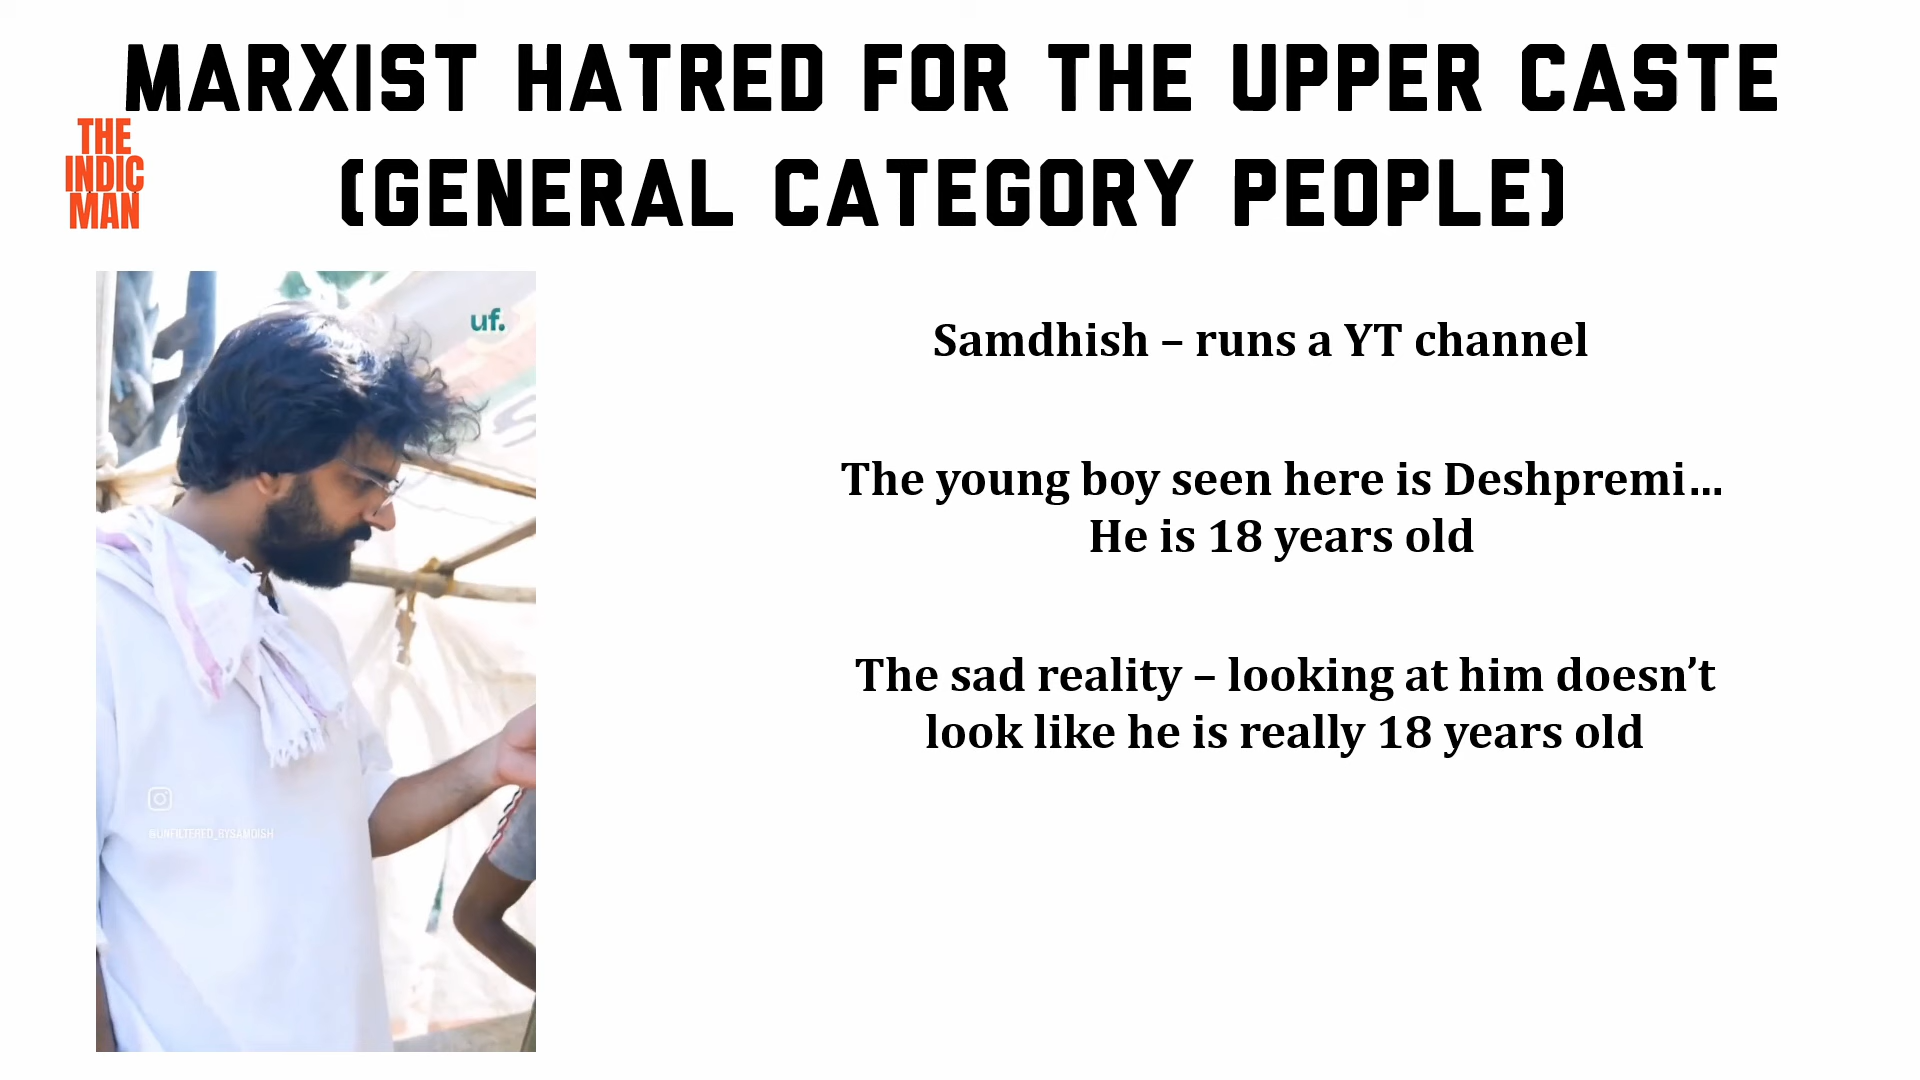 MARXIST HATRED FOR THE UPPER CASTE
(GENERAL CATEGORY PEOPLE)
THE
INDIC
MAN
uf.
Samdhish – runs a YT channel
The young boy seen here is Deshpremi...
He is 18 years old
The sad reality – looking at him doesn’t
look like he is really 18 years old
@UNFILTERED_BYSAMDISH